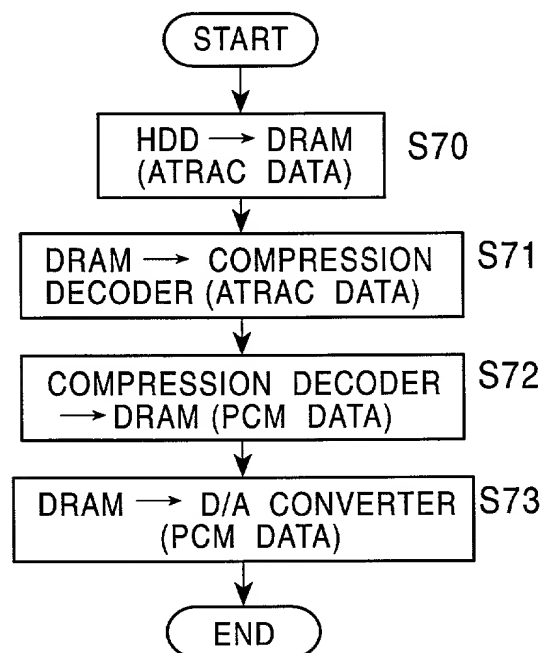 START
HDD → DRAM
(ATRAC DATA)
S70
DRAM → COMPRESSION
DECODER (ATRAC DATA)
S71
COMPRESSION DECODER
→ DRAM (PCM DATA)
S72
DRAM → D/A CONVERTER
(PCM DATA)
S73
END